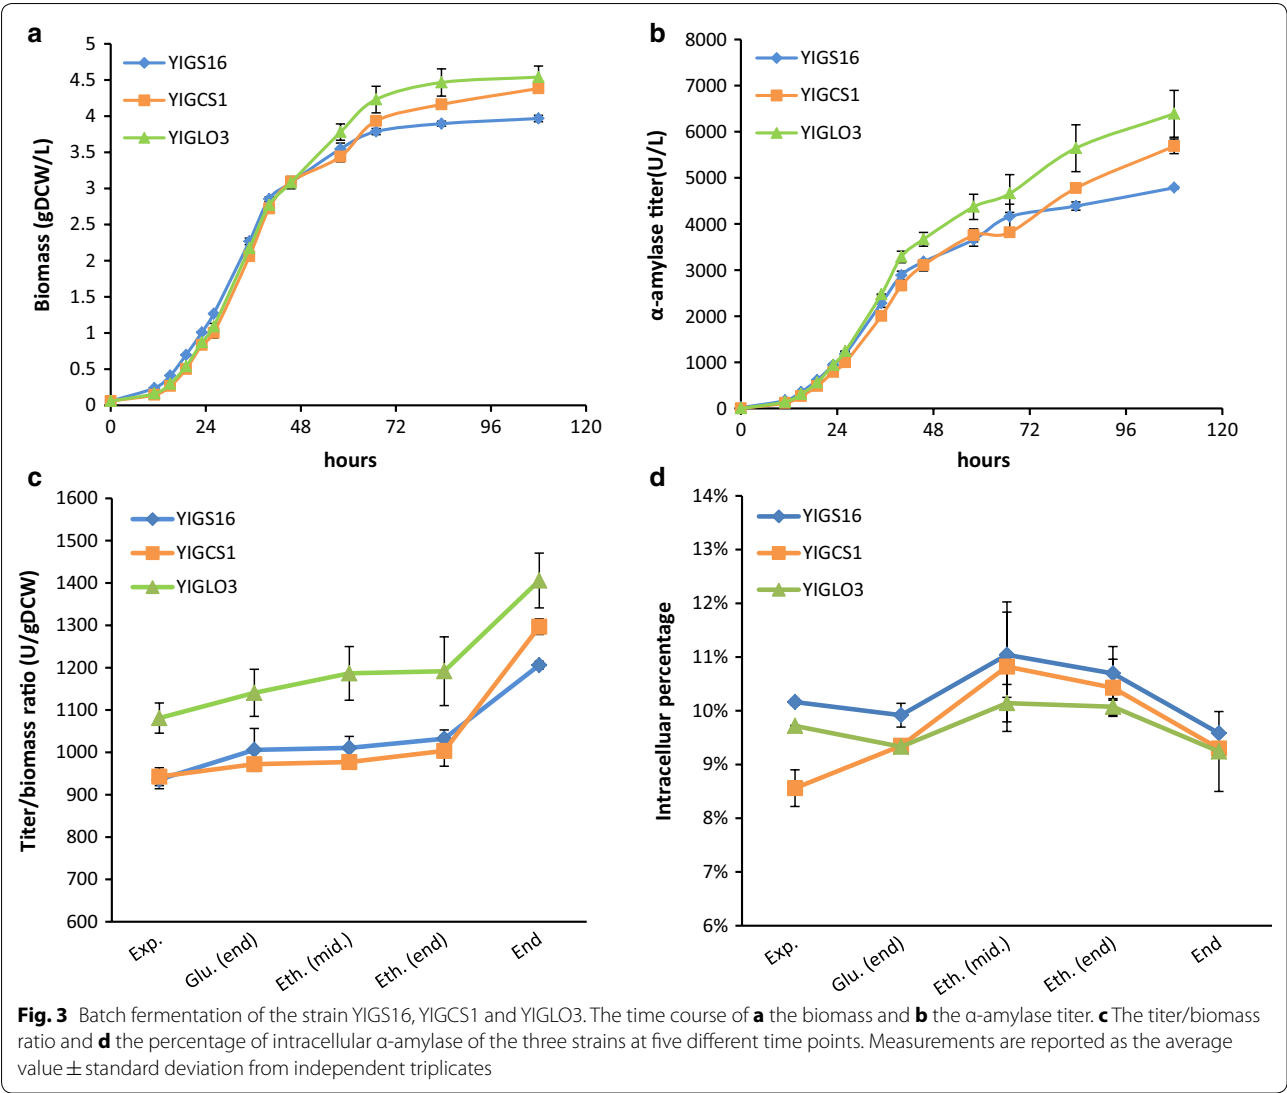 a
5
4.5
4
3.5
3
2.5
2
1.5
1
0.5
0
Biomass (gDCW/L)
YIGS16
YIGCS1
YIGLO3
0 24 48 72 96 120
hours
b
8000
7000
6000
5000
4000
3000
2000
1000
0
α-amylase titer(U/L)
YIGS16
YIGCS1
YIGLO3
0 24 48 72 96 120
hours
c
1600
1500
1400
1300
1200
1100
1000
900
800
700
600
Titer/biomass ratio (U/gDCW)
YIGS16
YIGCS1
YIGLO3
Exp. Glu. (end) Eth. (mid.) Eth. (end) End
d
14%
13%
12%
11%
10%
9%
8%
7%
6%
Intracelluar percentage
YIGS16
YIGCS1
YIGLO3
Exp. Glu. (end) Eth. (mid.) Eth. (end) End
Fig. 3 Batch fermentation of the strain YIGS16, YIGCS1 and YIGLO3. The time course of a the biomass and b the α-amylase titer. c The titer/biomass
ratio and d the percentage of intracellular α-amylase of the three strains at five different time points. Measurements are reported as the average
value ± standard deviation from independent triplicates